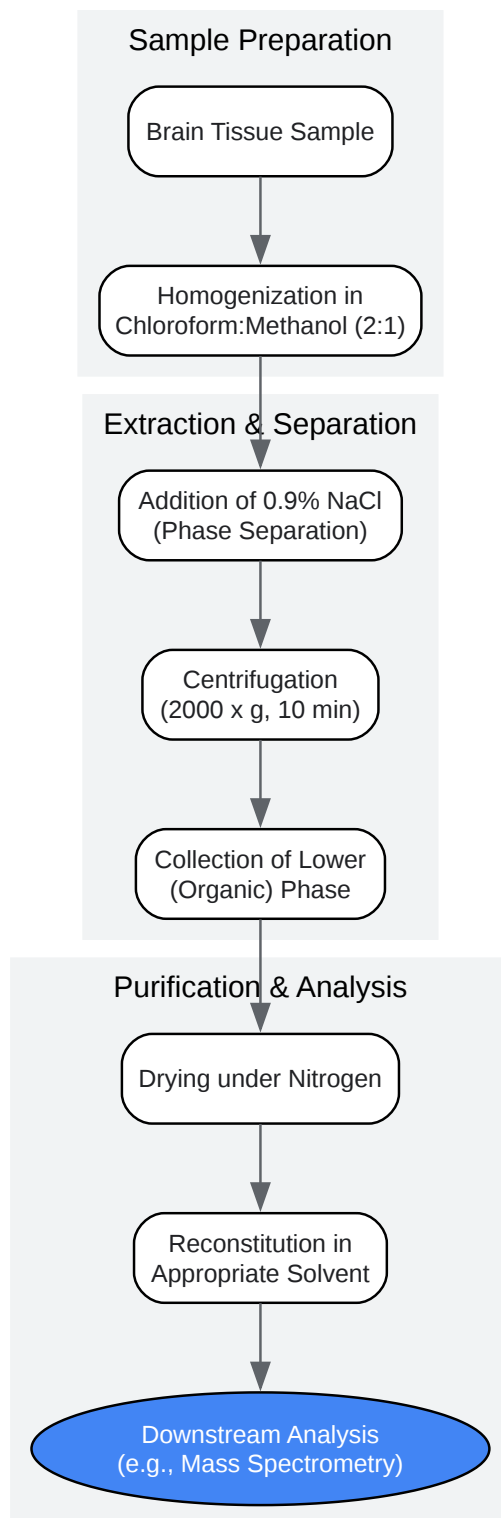 Sample Preparation
Brain Tissue Sample
Homogenization in
Chloroform:Methanol (2:1)
Extraction & Separation
Addition of 0.9% NaCl
(Phase Separation)
Centrifugation
(2000 x g, 10 min)
Collection of Lower
(Organic) Phase
Purification & Analysis
Drying under Nitrogen
Reconstitution in
Appropriate Solvent
Downstream Analysis
(e.g., Mass Spectrometry)